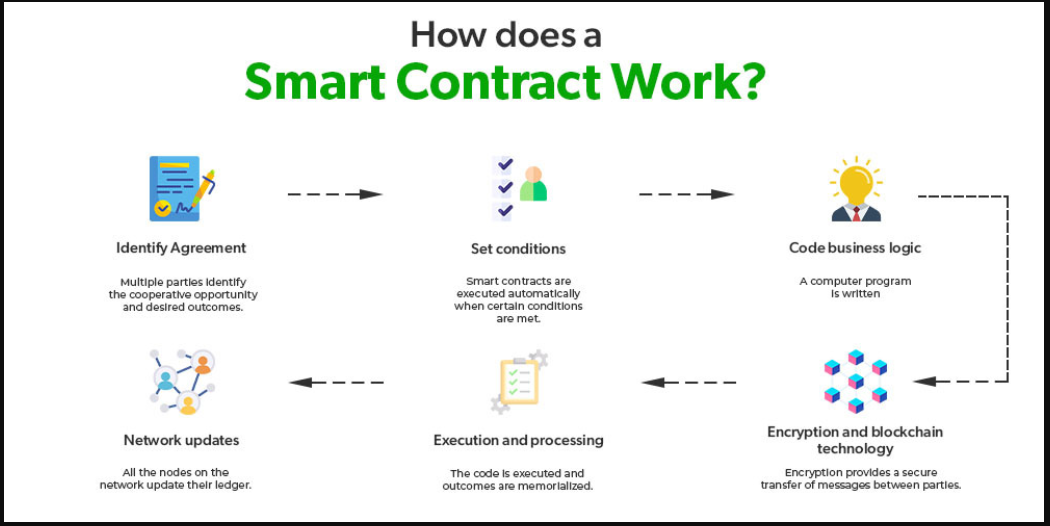 How does a
Smart Contract Work?
Identify Agreement
Multiple parties identify
the cooperative opportunity
and desired outcomes.
Set conditions
Smart contracts are
executed automatically
when certain conditions
are met.
Code business logic
A computer program
is written
Encryption and blockchain
technology
Encryption provides a secure
transfer of messages between parties.
Execution and processing
The code is executed and
outcomes are memorialized.
Network updates
All the nodes on the
network update their ledger.